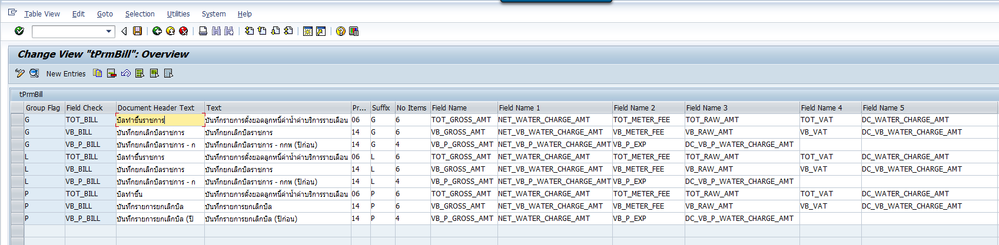 Table View Edit Goto Selection Utilities System Help
Change View "tPrmBill": Overview
New Entries
tPrmBill
Group Flag Field Check Document Header Text Text Pr... Suffix No Items Field Name Field Name 1 Field Name 2 Field Name 3 Field Name 4 Field Name 5
G TOT_BILL บิลทำขึ้นราชการ บันทึกรายการตั้งยอดลูกหนี้ค่าน้ำค่าบริการรายเดือน 06 G 6 TOT_GROSS_AMT NET_WATER_CHARGE_AMT TOT_METER_FEE TOT_RAW_AMT TOT_VAT DC_WATER_CHARGE_AMT
G VB_BILL บันทึกยกเลิกบิลราชการ บันทึกยกเลิกบิลราชการ 14 G 6 VB_GROSS_AMT NET_VB_WATER_CHARGE_AMT VB_METER_FEE VB_RAW_AMT VB_VAT DC_VB_WATER_CHARGE_AMT
G VB_P_BILL บันทึกยกเลิกบิลราชการ - ก บันทึกยกเลิกบิลราชการ - กกพ (ปีก่อน) 14 G 4 VB_P_GROSS_AMT NET_VB_P_WATER_CHARGE_AMT VB_P_EXP DC_VB_P_WATER_CHARGE_AMT
L TOT_BILL บิลทำขึ้นราชการ บันทึกรายการตั้งยอดลูกหนี้ค่าน้ำค่าบริการรายเดือน 06 L 6 TOT_GROSS_AMT NET_WATER_CHARGE_AMT TOT_METER_FEE TOT_RAW_AMT TOT_VAT DC_WATER_CHARGE_AMT
L VB_BILL บันทึกยกเลิกบิลราชการ บันทึกยกเลิกบิลราชการ 14 L 6 VB_GROSS_AMT NET_VB_WATER_CHARGE_AMT VB_METER_FEE VB_RAW_AMT VB_VAT DC_VB_WATER_CHARGE_AMT
L VB_P_BILL บันทึกยกเลิกบิลราชการ - ก บันทึกยกเลิกบิลราชการ - กกพ (ปีก่อน) 14 L 4 VB_P_GROSS_AMT NET_VB_P_WATER_CHARGE_AMT VB_P_EXP DC_VB_P_WATER_CHARGE_AMT
P TOT_BILL บิลทำขึ้น บันทึกรายการตั้งยอดลูกหนี้ค่าน้ำค่าบริการรายเดือน 06 P 6 TOT_GROSS_AMT NET_WATER_CHARGE_AMT TOT_METER_FEE TOT_RAW_AMT TOT_VAT DC_WATER_CHARGE_AMT
P VB_BILL บันทึกรายการยกเลิกบิล บันทึกรายการยกเลิกบิล 14 P 6 VB_GROSS_AMT NET_VB_WATER_CHARGE_AMT VB_METER_FEE VB_RAW_AMT VB_VAT DC_VB_WATER_CHARGE_AMT
P VB_P_BILL บันทึกรายการยกเลิกบิล (ปี บันทึกรายการยกเลิกบิล (ปีก่อน) 14 P 4 VB_P_GROSS_AMT NET_VB_P_WATER_CHARGE_AMT VB_P_EXP DC_VB_P_WATER_CHARGE_AMT